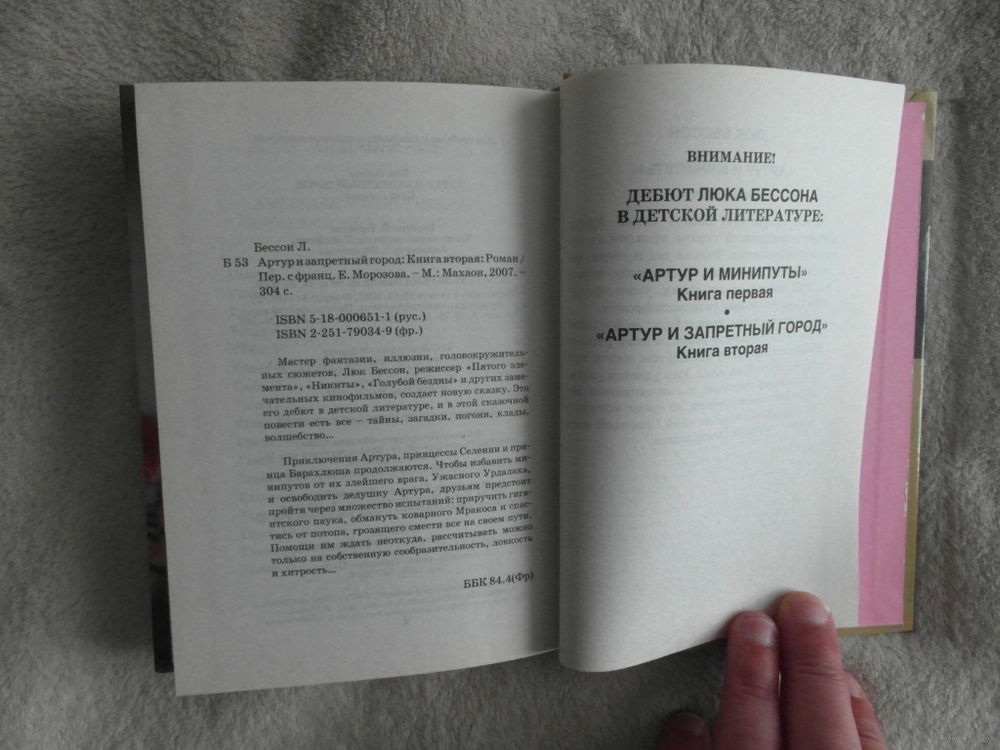 Бессон Л.
Б 53 Артур и запретный город: Книга вторая: Роман /
Пер. с франц. Е. Морозова. – М.: Махаон, 2007. –
304 с.
ISBN 5-18-000651-1 (рус.)
ISBN 2-251-79034-9 (фр.)
Мастер фантазии, иллюзии, головокружитель-
ных сюжетов, Люк Бессон, режиссер «Пятого эле-
мента», «Никиты», «Голубой бездны» и других заме-
чательных кинофильмов, создает новую сказку. Это
его дебют в детской литературе, и в этой сказочной
повести есть все – тайны, загадки, погони, клады,
волшебство...
Приключения Артура, принцессы Селении и прин-
ца Барахлюша продолжаются. Чтобы избавить ми-
нипутов от их злейшего врага, Ужасного Урдалака,
и освободить дедушку Артура, друзьям предстоит
пройти через множество испытаний: приручить гига-
нтского паука, обмануть коварного Мракоса и спас-
тись от потопа, грозящего смести все на своем пути.
Помощи им ждать неоткуда, рассчитывать можно
только на собственную сообразительность, ловкость
и хитрость...
ББК 84.4(Фр)
ВНИМАНИЕ!
ДЕБЮТ ЛЮКА БЕССОНА
В ДЕТСКОЙ ЛИТЕРАТУРЕ:
«АРТУР И МИНИПУТЫ»
Книга первая
•
«АРТУР И ЗАПРЕТНЫЙ ГОРОД»
Книга вторая